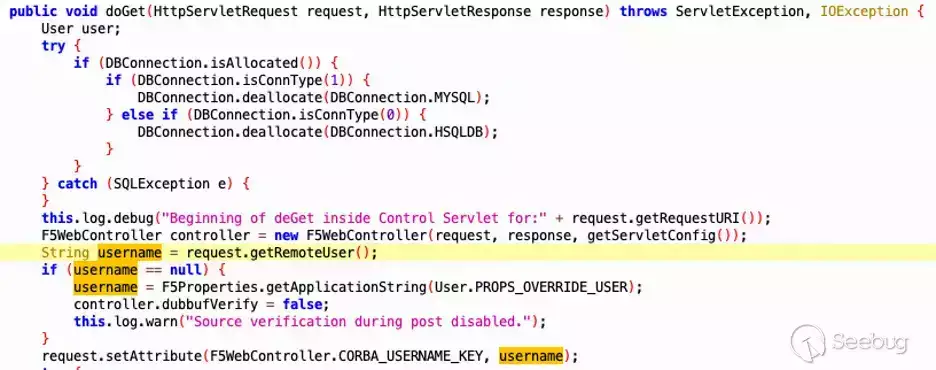 public void doGet(HttpServletRequest request, HttpServletResponse response) throws ServletException, IOException {
    User user;
    try {
        if (DBConnection.isAllocated()) {
            if (DBConnection.isConnType(1)) {
                DBConnection.deallocate(DBConnection.MYSQL);
            } else if (DBConnection.isConnType(0)) {
                DBConnection.deallocate(DBConnection.HSQLDB);
            }
        }
    } catch (SQLException e) {
    }
    this.log.debug("Beginning of deGet inside Control Servlet for:" + request.getRequestURI());
    F5WebController controller = new F5WebController(request, response, getServletConfig());
    String username = request.getRemoteUser();
    if (username == null) {
        username = F5Properties.getApplicationString(User.PROPS_OVERRIDE_USER);
        controller.dubbufVerify = false;
        this.log.warn("Source verification during post disabled.");
    }
    request.setAttribute(F5WebController.CORBA_USERNAME_KEY, username);
Seebug